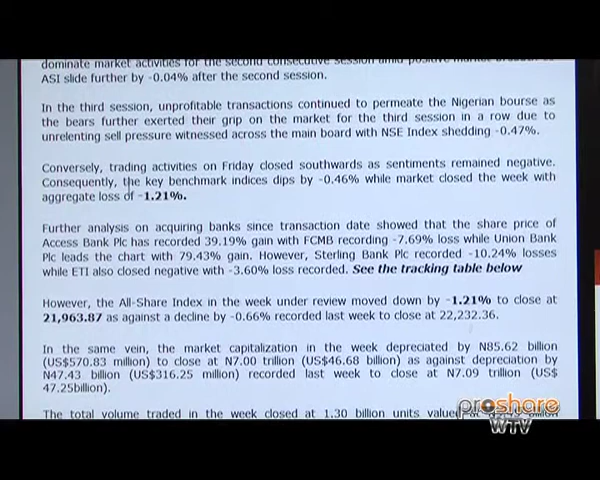 dominate market activities for the second consecutive session amid positive market
ASI slide further by -0.04% after the second session.
In the third session, unprofitable transactions continued to permeate the Nigerian bourse as
the bears further exerted their grip on the market for the third session in a row due to
unrelenting sell pressure witnessed across the main board with NSE Index shedding -0.47%.
Conversely, trading activities on Friday closed southwards as sentiments remained negative.
Consequently, the key benchmark indices dips by -0.46% while market closed the week with
aggregate loss of -1.21%.
Further analysis on acquiring banks since transaction date showed that the share price of
Access Bank Plc has recorded 39.19% gain with FCMB recording -7.69% loss while Union Bank
Plc leads the chart with 79.43% gain. However, Sterling Bank Plc recorded -10.24% losses
while ETI also closed negative with -3.60% loss recorded. See the tracking table below
However, the All-Share Index in the week under review moved down by -1.21% to close at
21,963.87 as against a decline by -0.66% recorded last week to close at 22,232.36.
In the same vein, the market capitalization in the week depreciated by N85.62 billion
(US$570.83 million) to close at N7.00 trillion (US$46.68 billion) as against depreciation by
N47.43 billion (US$316.25 million) recorded last week to close at N7.09 trillion (US$
47.25billion).
The total volume traded in the week closed at 1.30 billion units valued at
proshare
WTV